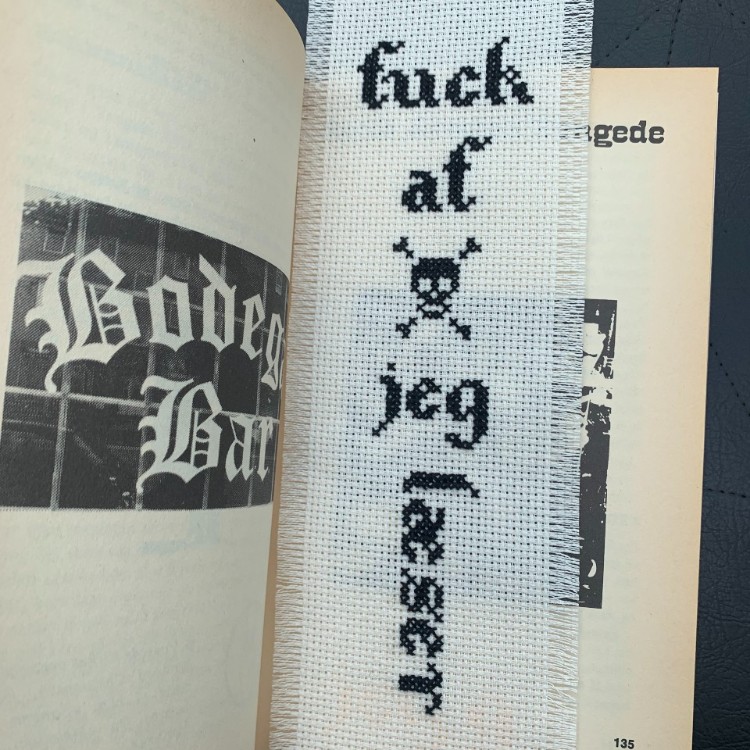 Bodega
Bar
fuck
af
jeg
læser
gede
135